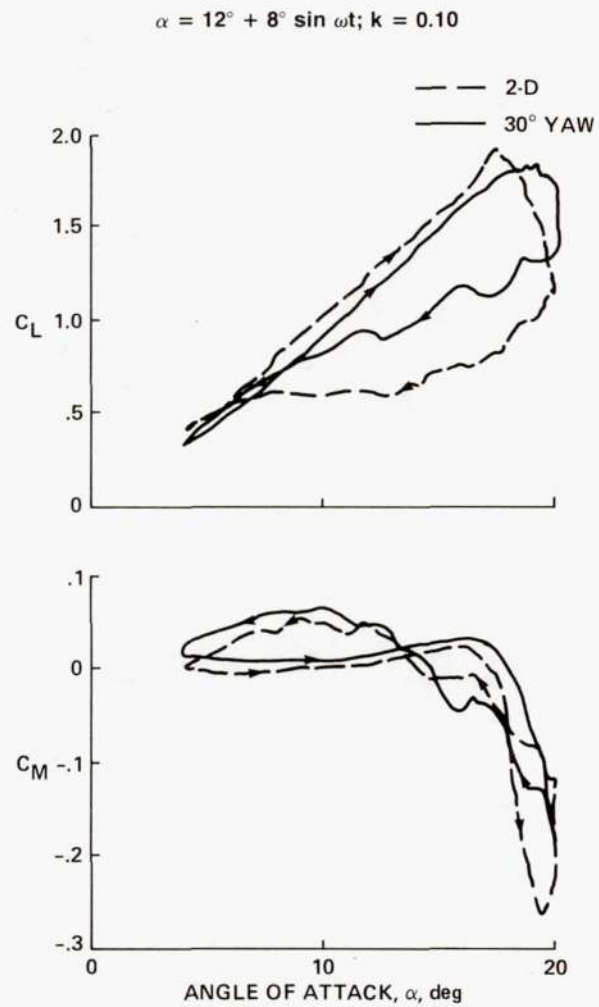 α = 12° + 8° sin ωt; k = 0.10
2-D
30° YAW
2.0
1.5
1.0
.5
0
C_L
.1
0
-.1
-.2
-.3
C_M
0
10
20
ANGLE OF ATTACK, α, deg